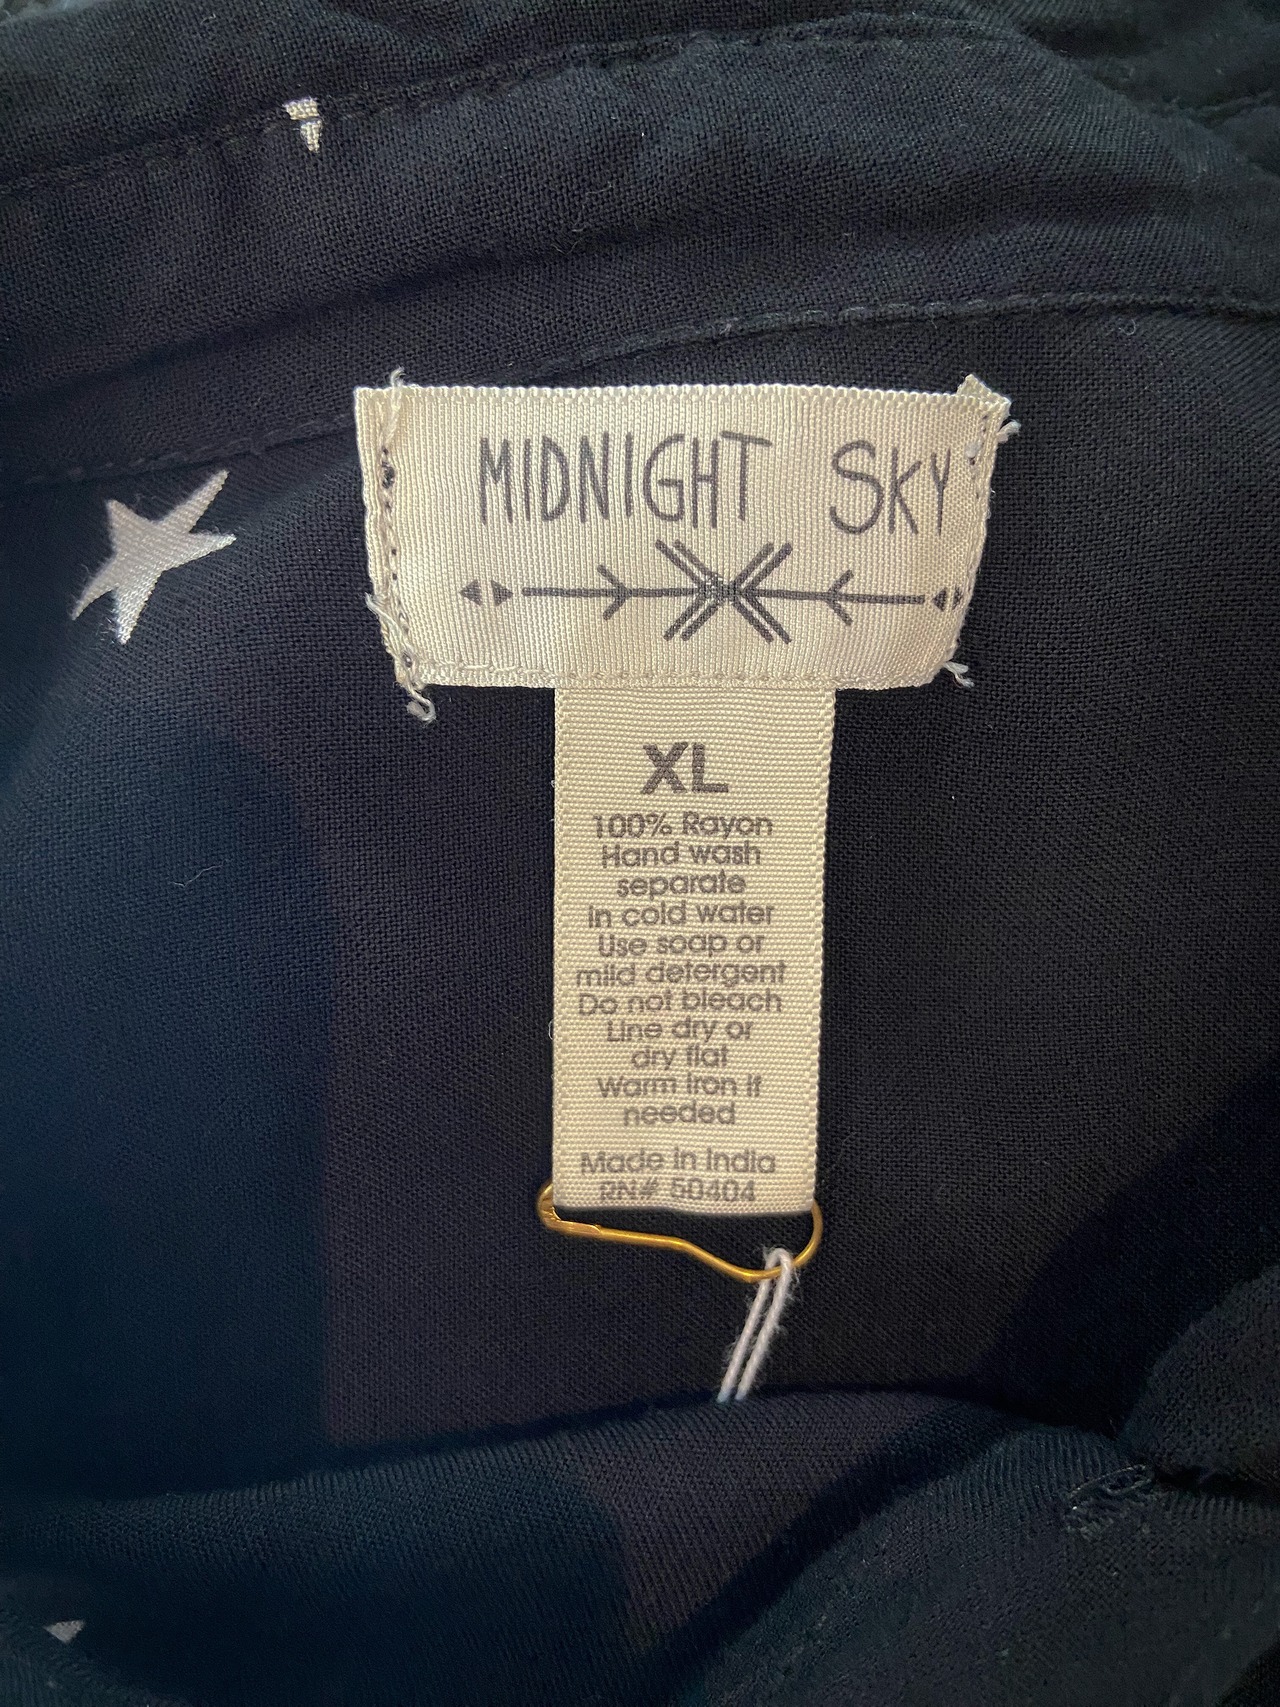 MIDNIGHT SKY
XL
100% Rayon
Hand wash
separate
in cold water
Use soap or
mild detergent
Do not bleach
Line dry or
dry flat
Warm iron if
needed
Made in India
RN# 50404